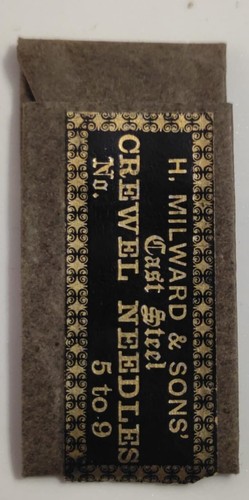 H. MILWARD & SONS'
Cast Steel
CREWEL NEEDLES
No. 5 to 9